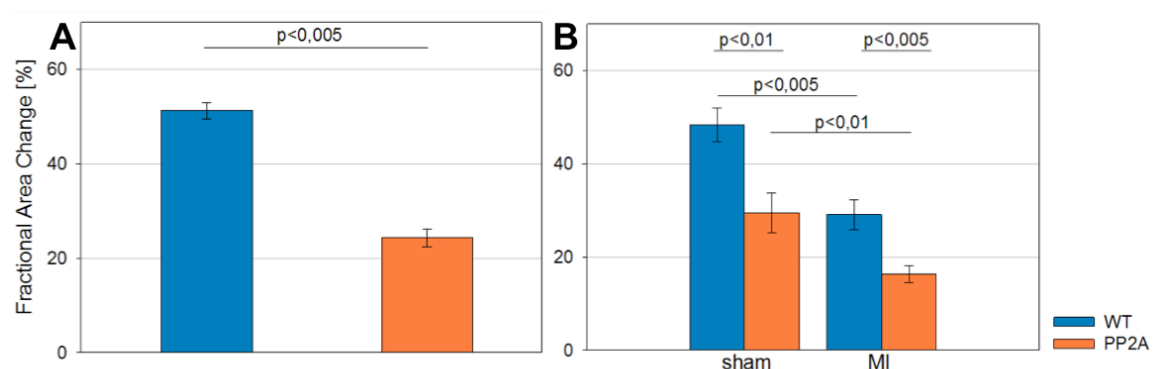 A
p<0,005
Fractional Area Change [%]
60
40
20
0
B
p<0,01 p<0,005
p<0,005
p<0,01
60
40
20
0
sham MI
WT
PP2A